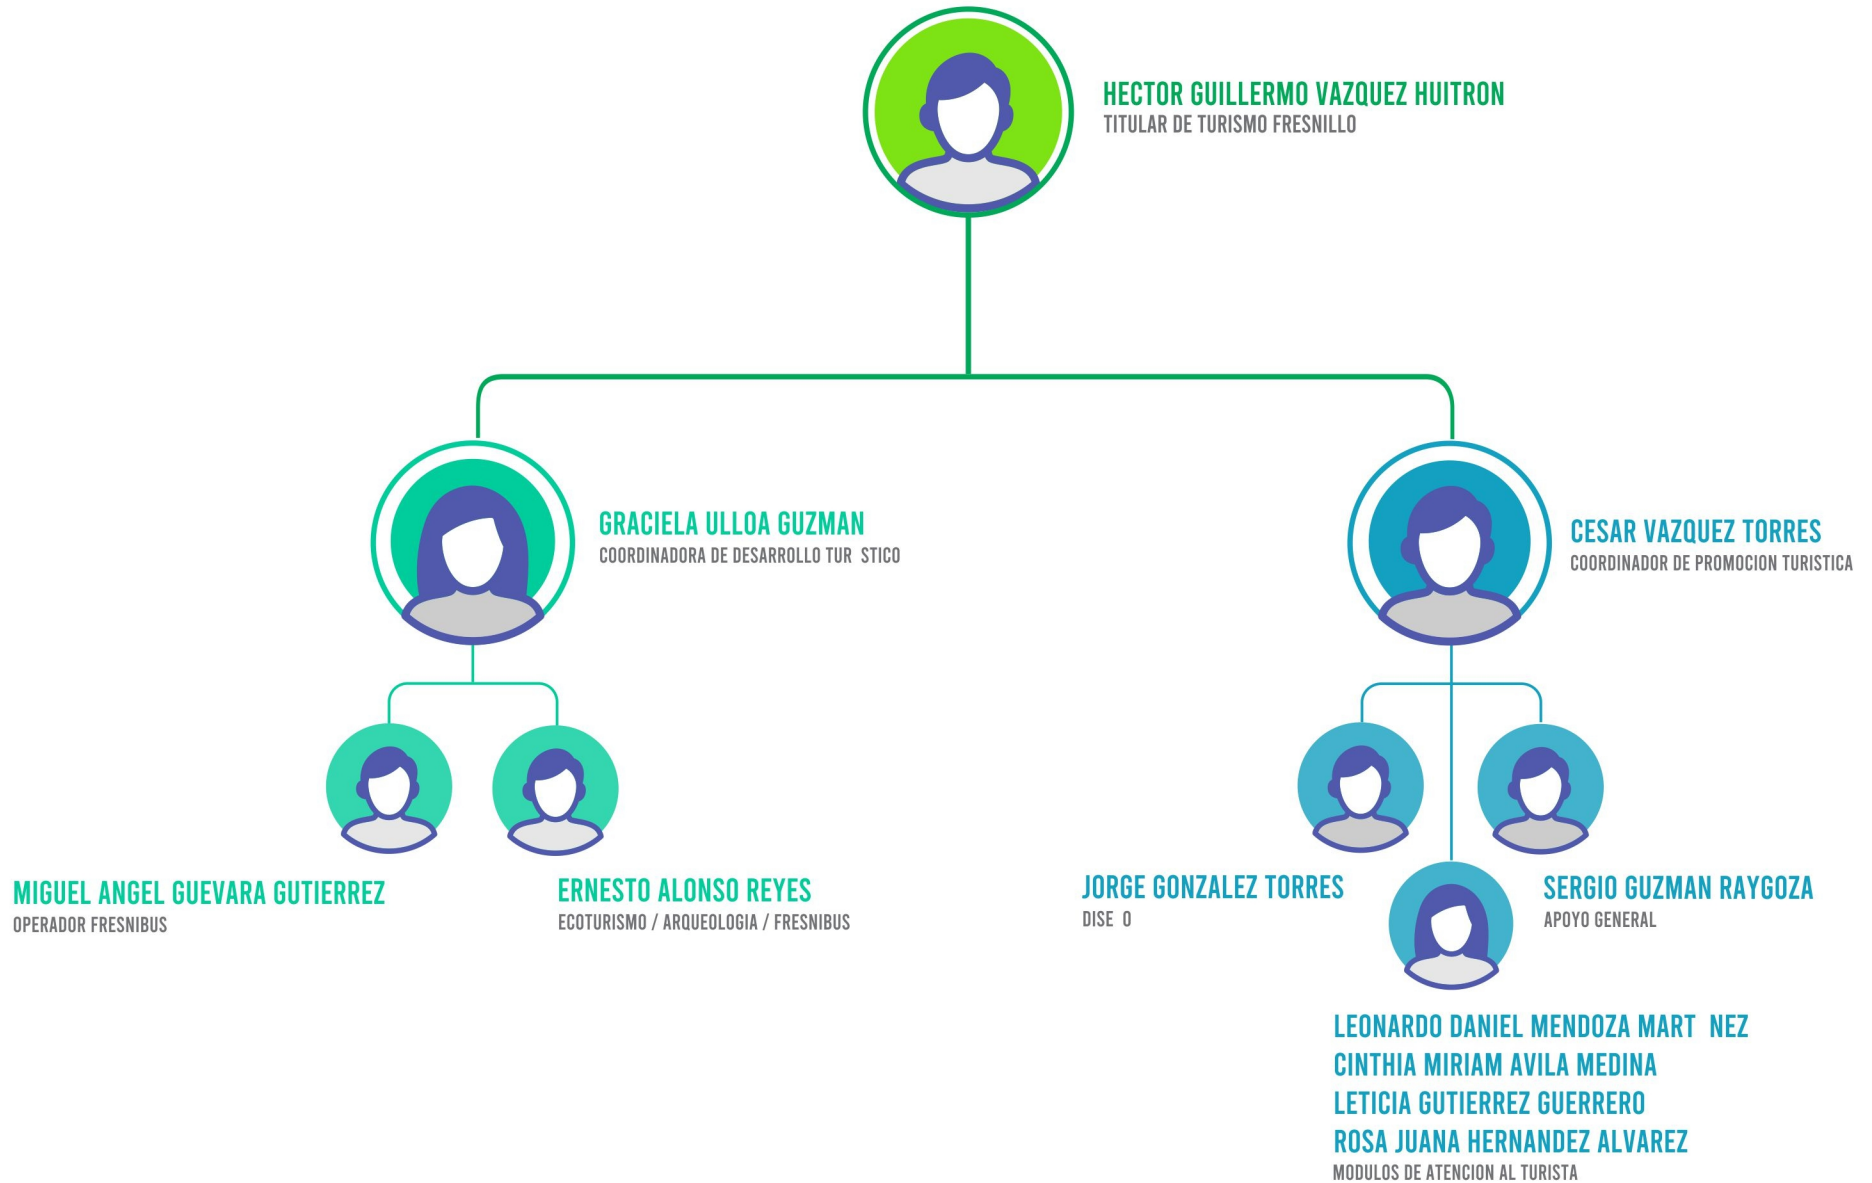 HECTOR GUILLERMO VAZQUEZ HUITRON
TITULAR DE TURISMO FRESNILLO
GRACIELA ULLOA GUZMAN
COORDINADORA DE DESARROLLO TUR STICO
CESAR VAZQUEZ TORRES
COORDINADOR DE PROMOCION TURISTICA
MIGUEL ANGEL GUEVARA GUTIERREZ
OPERADOR FRESNIBUS
ERNESTO ALONSO REYES
ECOTURISMO / ARQUEOLOGIA / FRESNIBUS
JORGE GONZALEZ TORRES
DISE O
SERGIO GUZMAN RAYGOZA
APOYO GENERAL
LEONARDO DANIEL MENDOZA MART NEZ
CINTHIA MIRIAM AVILA MEDINA
LETICIA GUTIERREZ GUERRERO
ROSA JUANA HERNANDEZ ALVAREZ
MODULOS DE ATENCION AL TURISTA